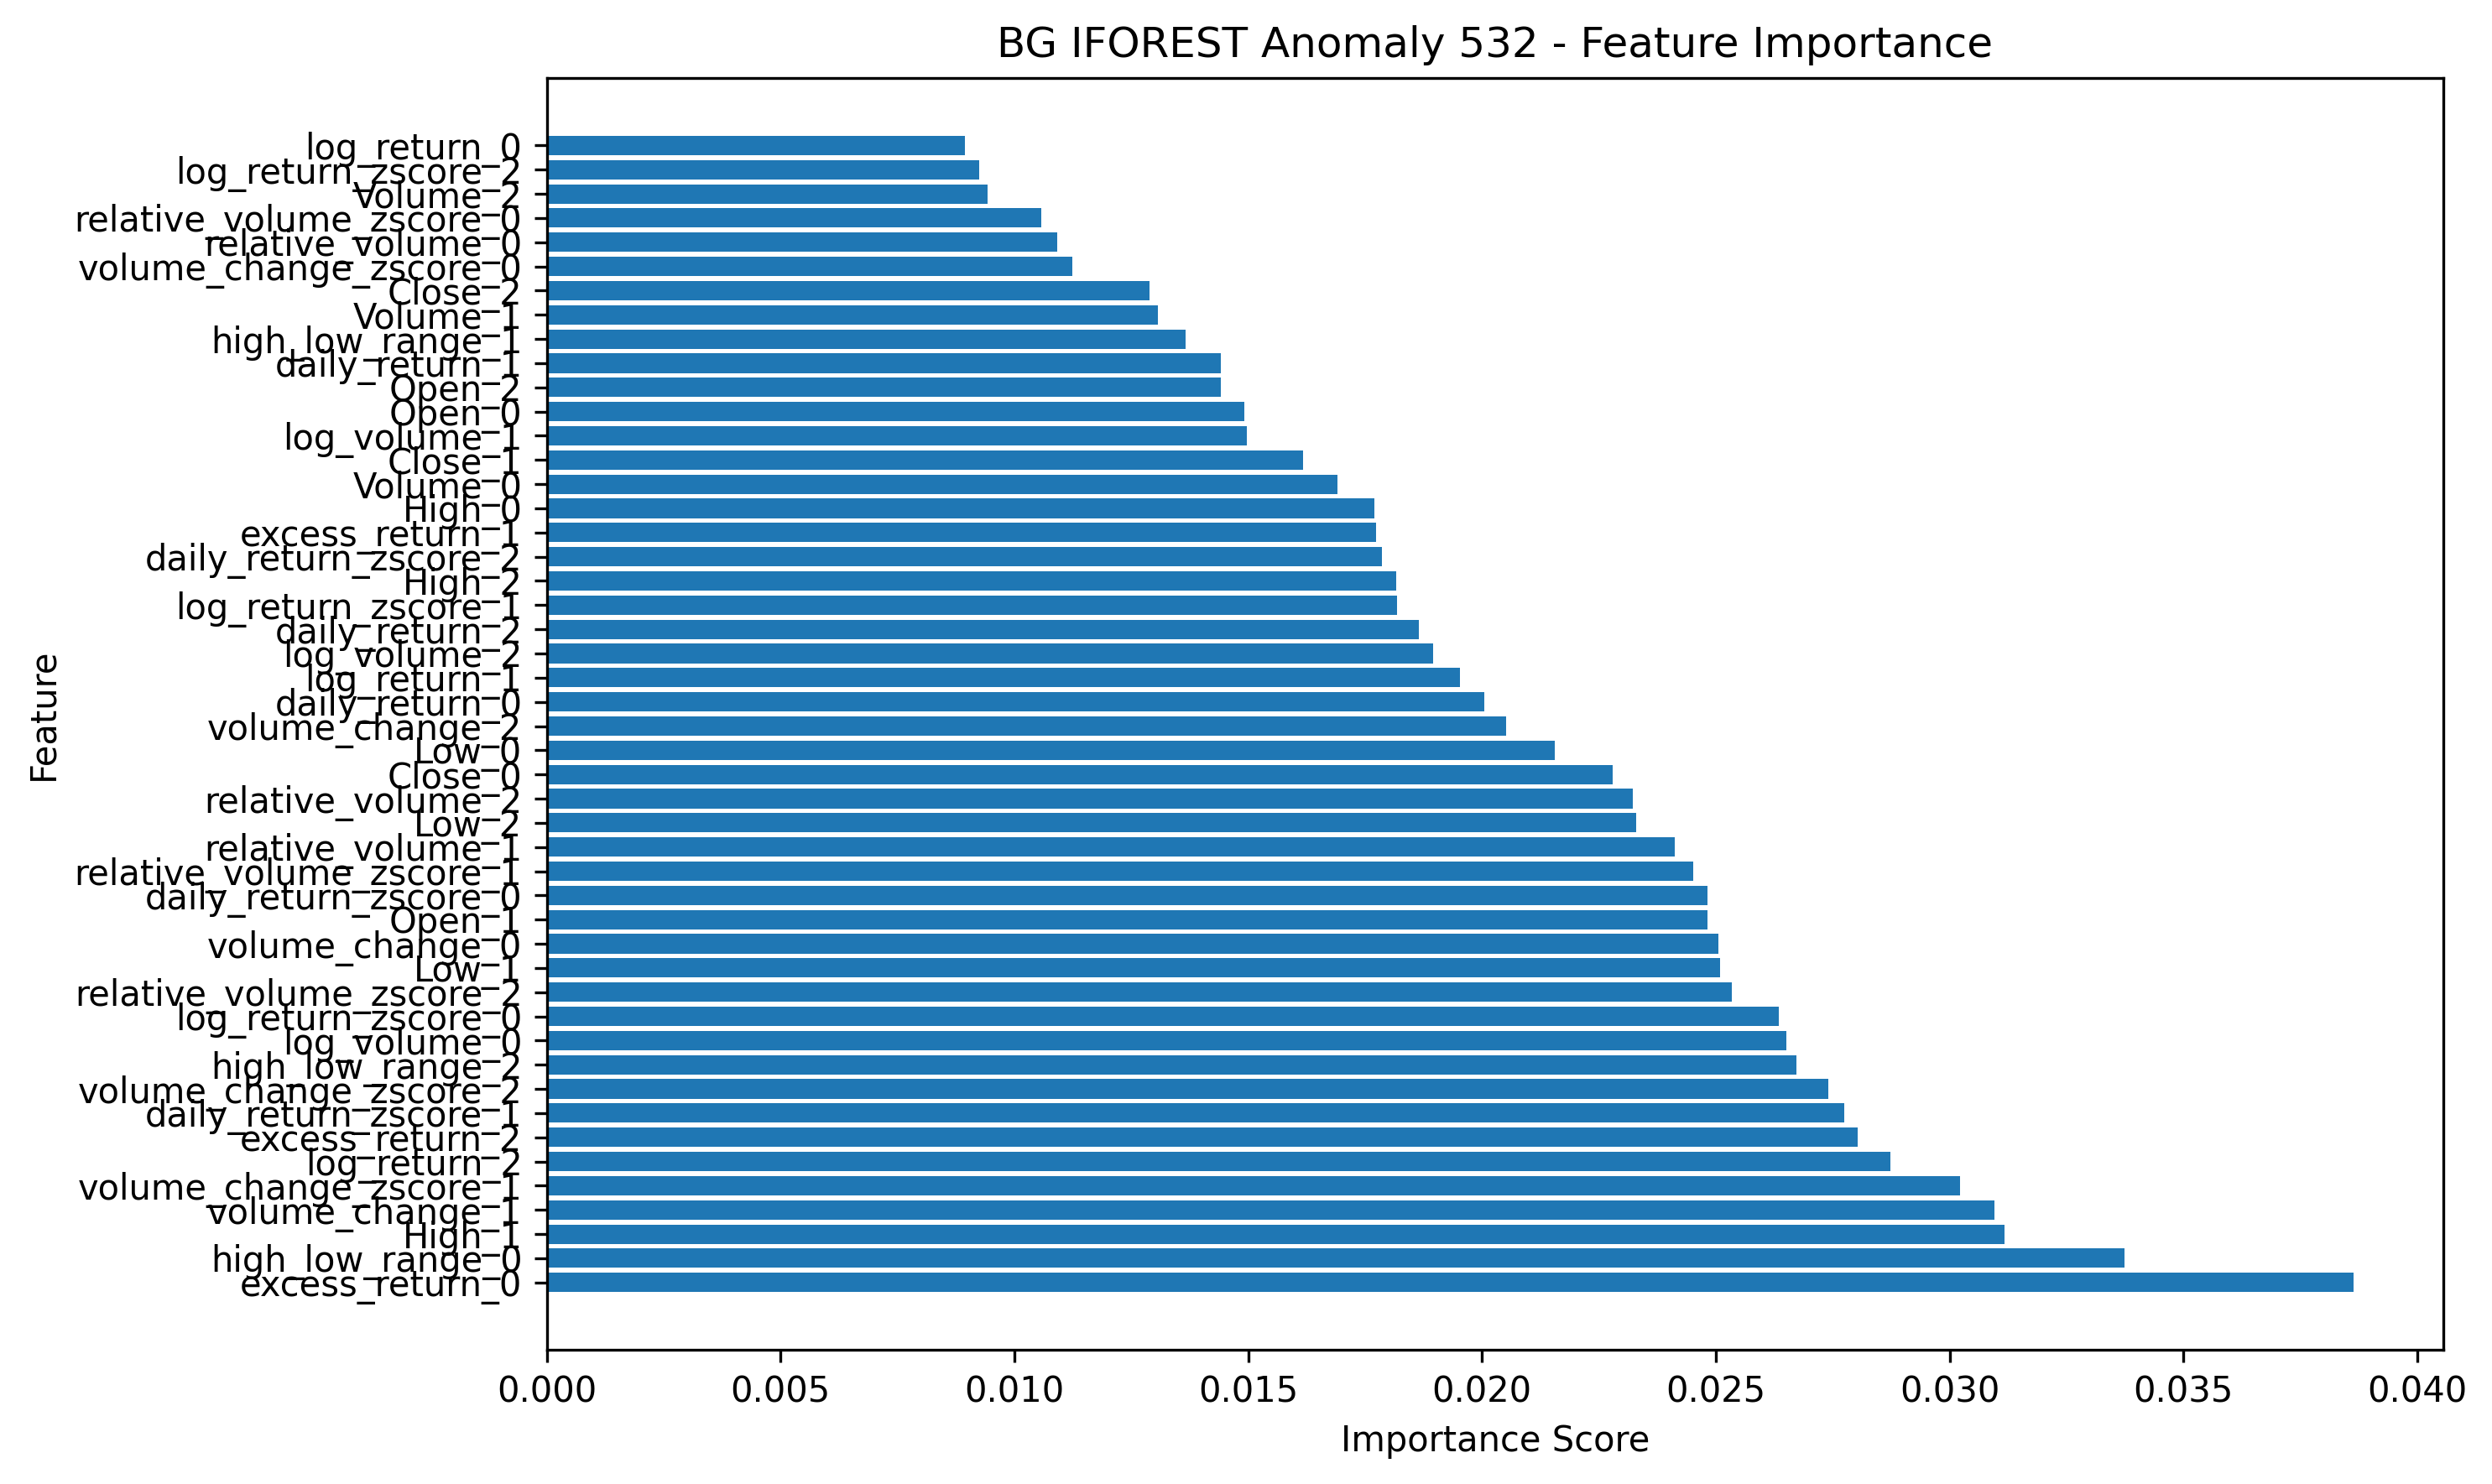 BG IFOREST Anomaly 532 - Feature Importance
log_return_0
log_return_zscore_2
Volume_2
relative_volume_zscore_0
relative_volume_0
volume_change_zscore_0
Close_2
Volume_1
high_low_range_1
daily_return_1
Open_2
Open_0
log_volume_1
Close_1
Volume_0
High_0
excess_return_1
daily_return_zscore_2
High_2
log_return_zscore_1
daily_return_2
log_volume_2
log_return_1
daily_return_0
volume_change_2
Low_0
Close_0
relative_volume_2
Low_2
relative_volume_1
relative_volume_zscore_1
daily_return_zscore_0
Open_1
volume_change_0
Low_1
relative_volume_zscore_2
log_return_zscore_0
log_volume_0
high_low_range_2
volume_change_zscore_2
daily_return_zscore_1
excess_return_2
log_return_2
volume_change_zscore_1
volume_change_1
High_1
high_low_range_0
excess_return_0
Feature
0.000 0.005 0.010 0.015 0.020 0.025 0.030 0.035 0.040
Importance Score